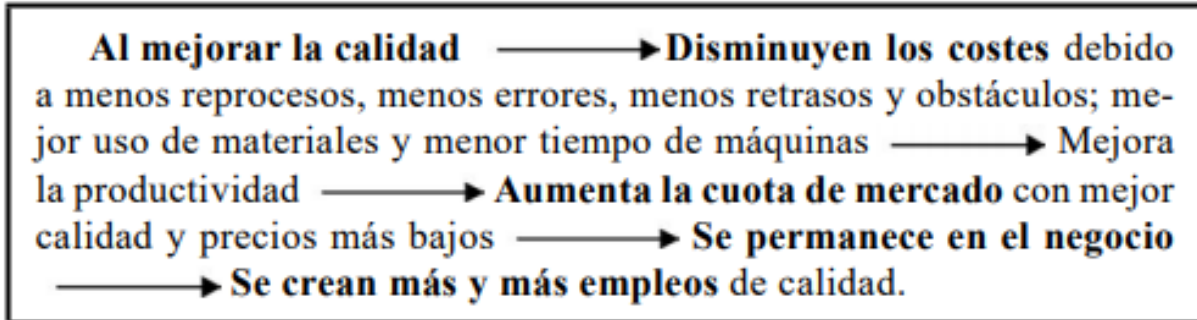 Al mejorar la calidad ⟶ Disminuyen los costes debido
a menos reprocesos, menos errores, menos retrasos y obstáculos; me-
jor uso de materiales y menor tiempo de máquinas ⟶ Mejora
la productividad ⟶ Aumenta la cuota de mercado con mejor
calidad y precios más bajos ⟶ Se permanece en el negocio
⟶ Se crean más y más empleos de calidad.